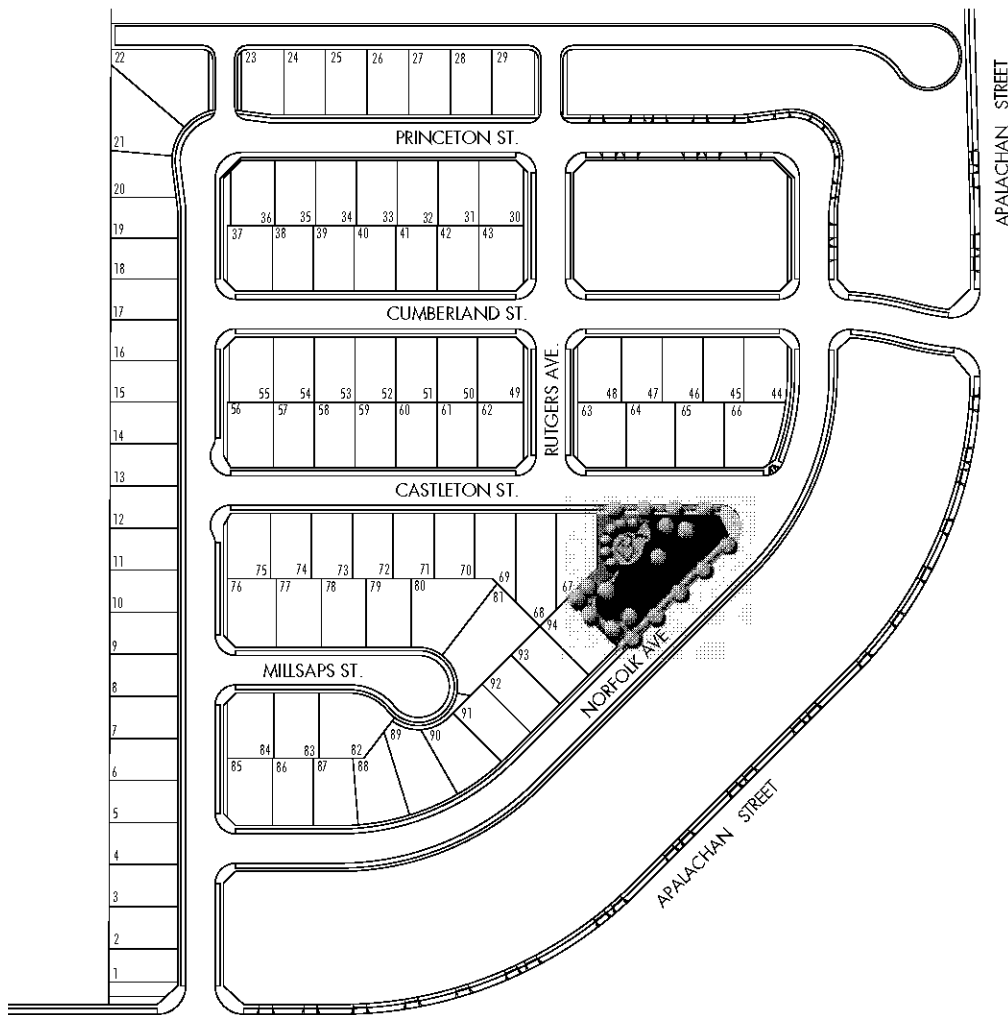 22 23 24 25 26 27 28 29
APALACHAN STREET
PRINCETON ST.
21
20
36 35 34 33 32 31 30
37 38 39 40 41 42 43
19
18
17
CUMBERLAND ST.
16
RUTGERS AVE.
55 54 53 52 51 50 49
48 47 46 45 44
15
56 57 58 59 60 61 62
63 64 65 66
14
13
CASTLETON ST.
12
11
75 74 73 72 71 70 69
76 77 78 79 80 81 67
10
68
94
9
93
MILLSAPS ST.
NORFOLK AVE
8
92
91
7
89 90
84 83 82
85 86 87 88
6
5
APALACHAN STREET
4
3
2
1